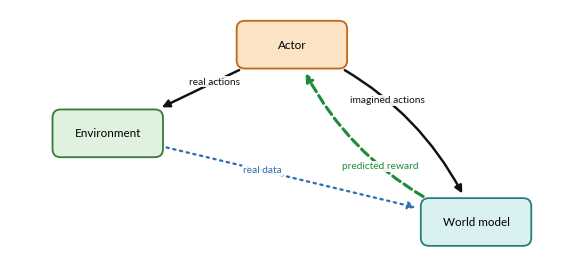 Actor
real actions
imagined actions
Environment
predicted reward
real data
World model